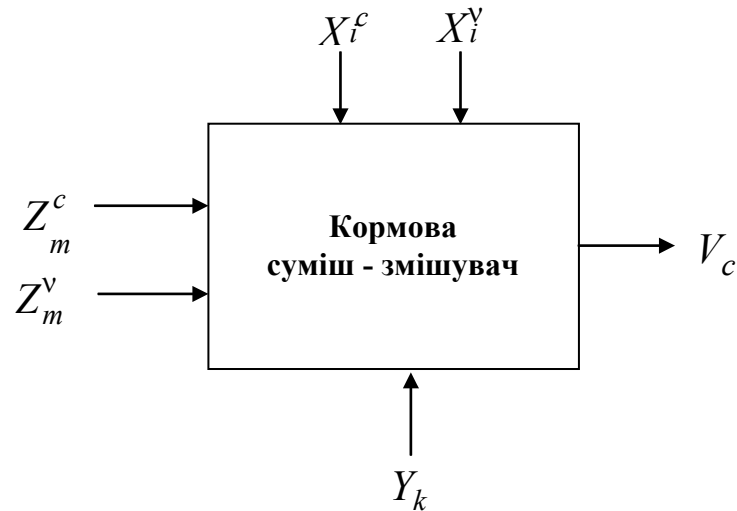 X_i^c X_i^ν
Z_m^c
Кормова
суміш - змішувач
V_c
Z_m^ν
Y_k